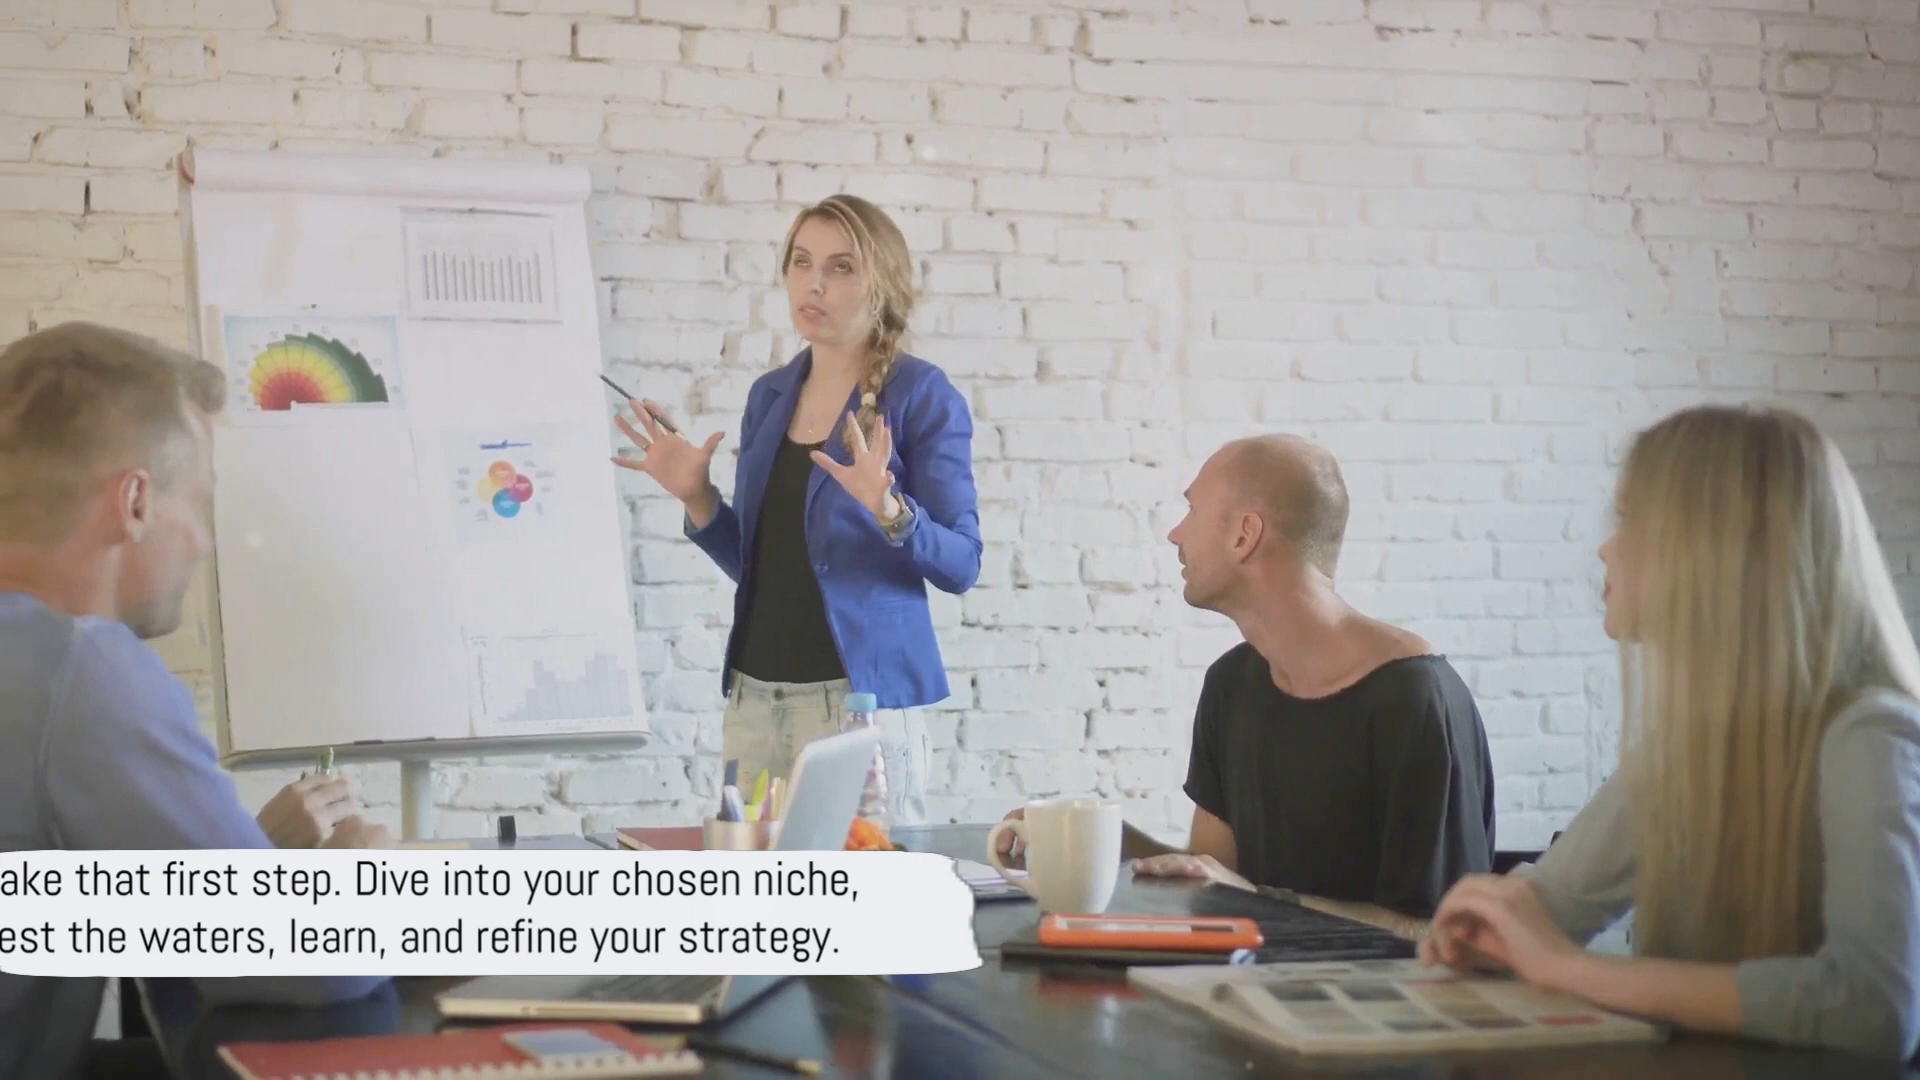 ake that first step. Dive into your chosen niche,
est the waters, learn, and refine your strategy.